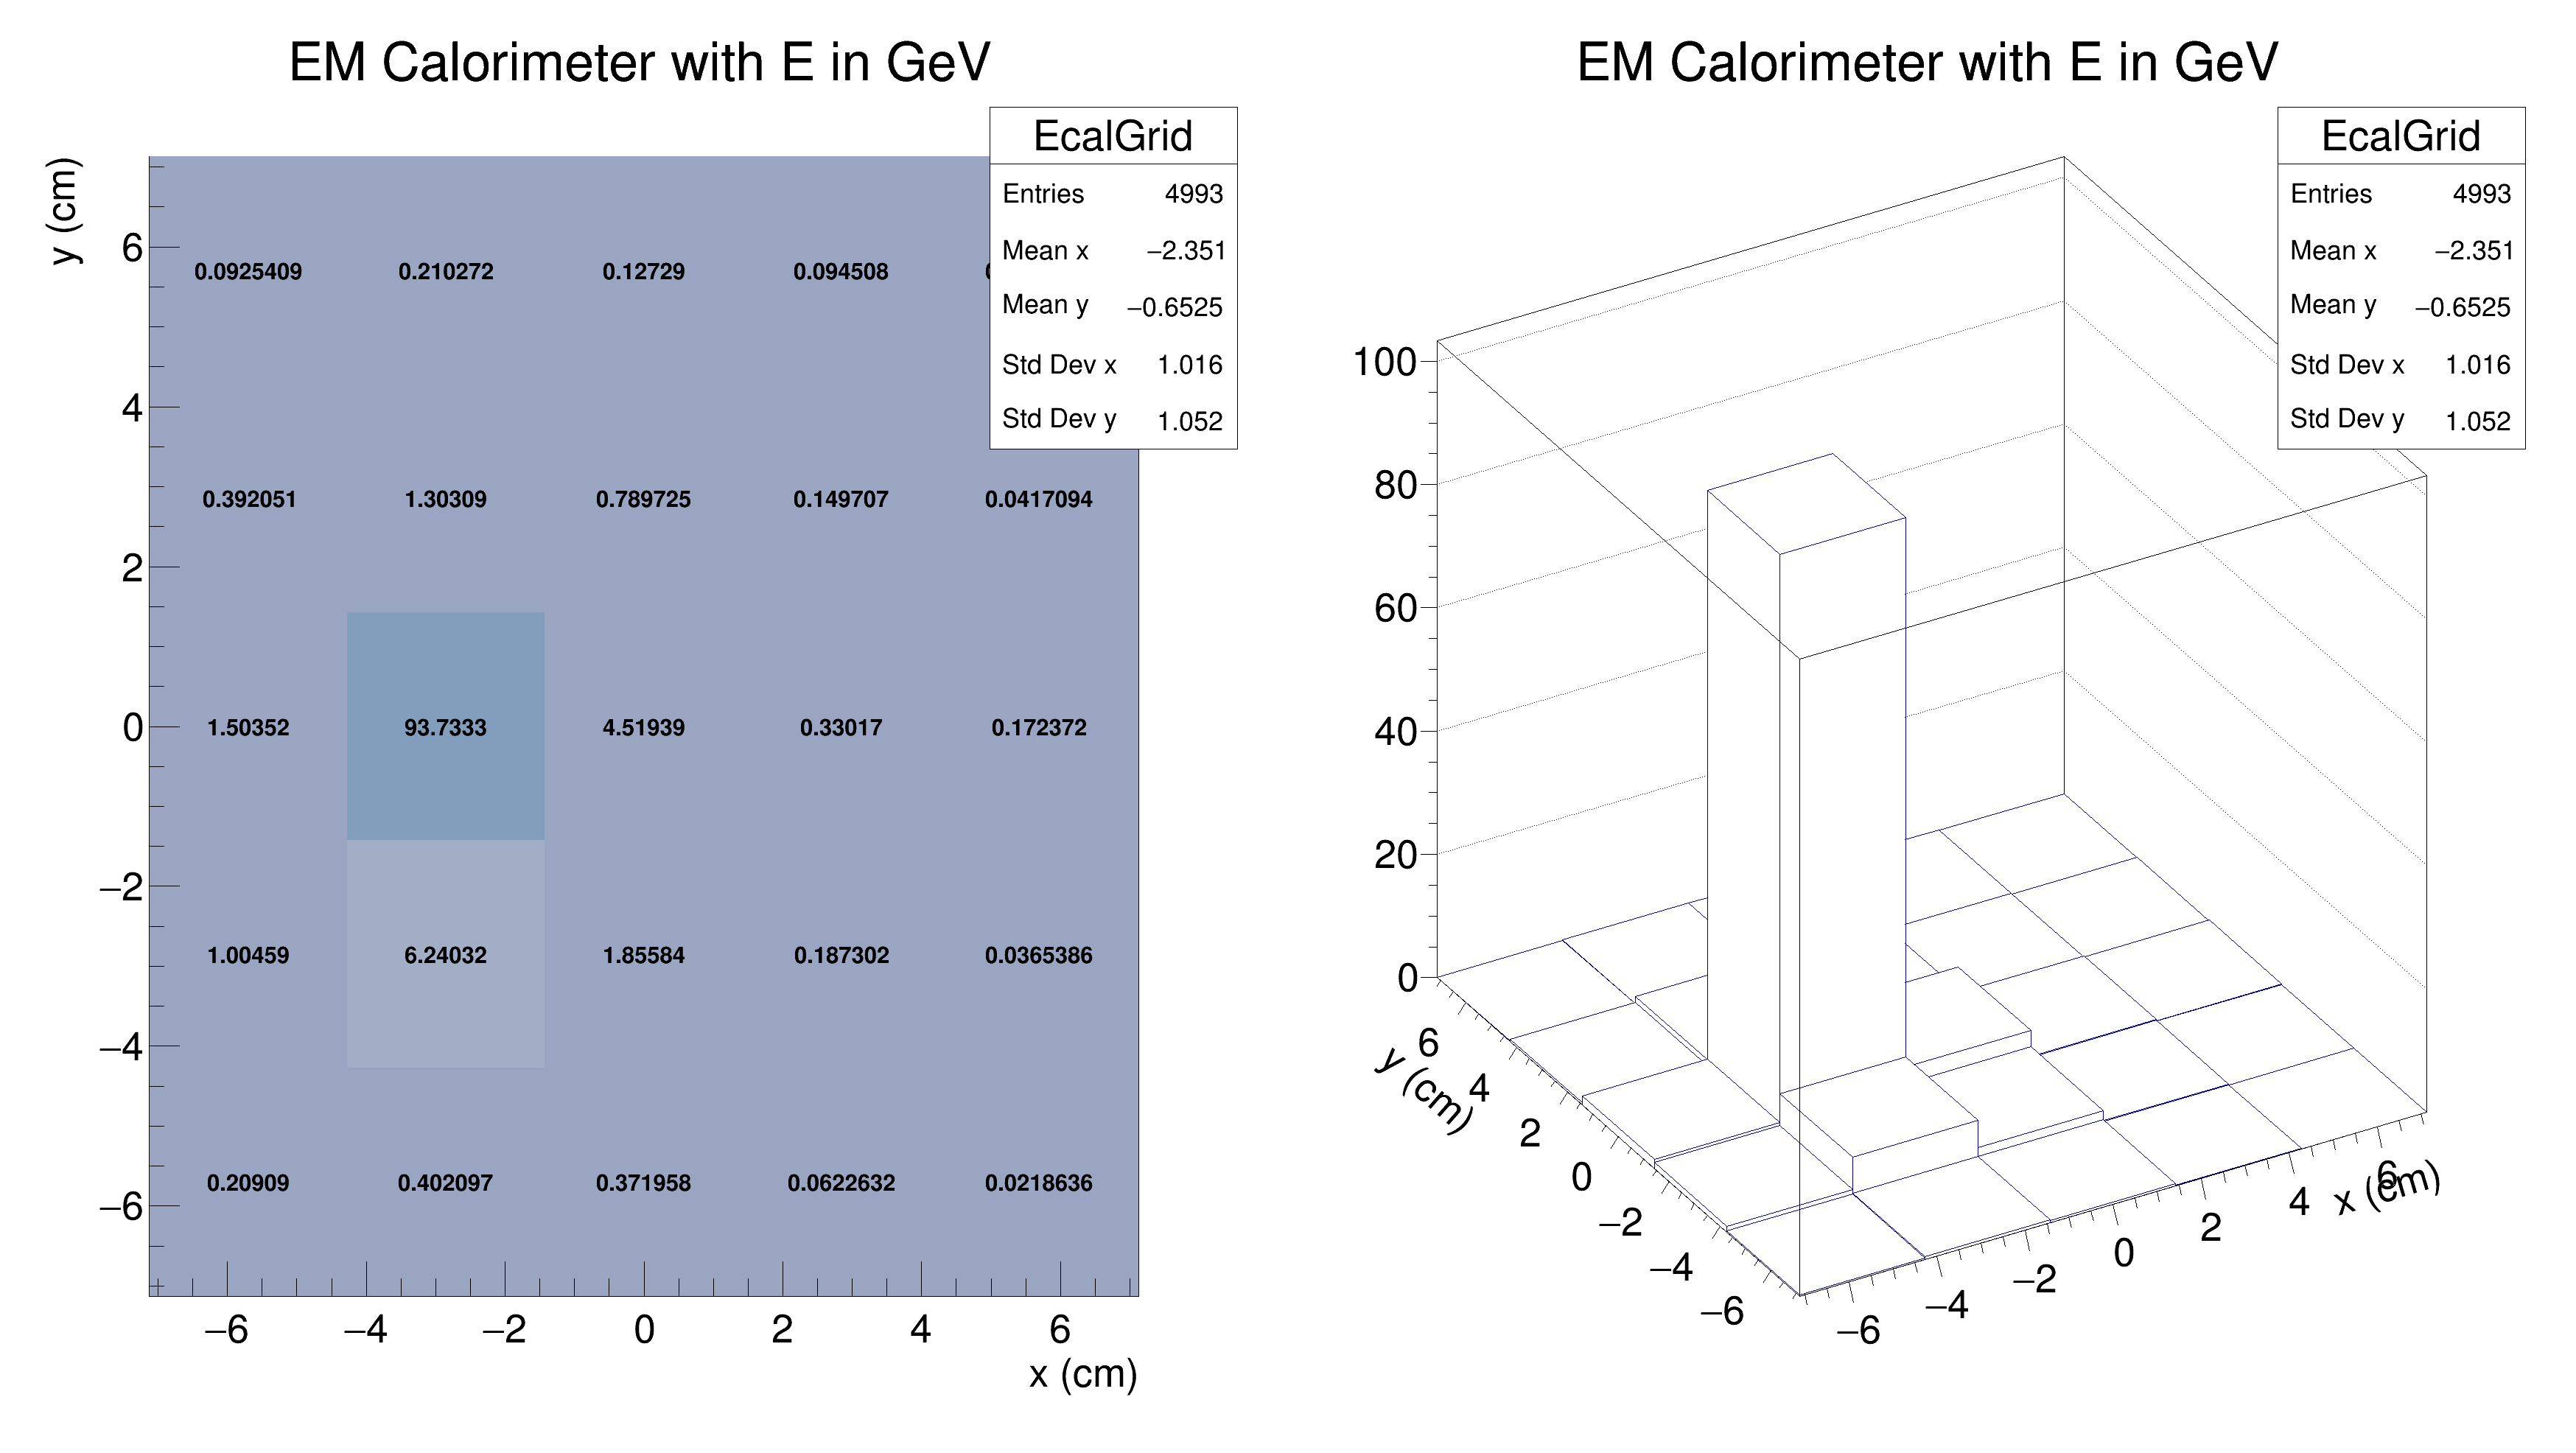 EM Calorimeter with E in GeV
EcalGrid
Entries 4993
Mean x −2.351
Mean y −0.6525
Std Dev x 1.016
Std Dev y 1.052
y (cm)
6
4
2
0
−2
−4
−6
0.0925409 0.210272 0.12729 0.094508
0.392051 1.30309 0.789725 0.149707 0.0417094
1.50352 93.7333 4.51939 0.33017 0.172372
1.00459 6.24032 1.85584 0.187302 0.0365386
0.20909 0.402097 0.371958 0.0622632 0.0218636
−6 −4 −2 0 2 4 6
x (cm)
EM Calorimeter with E in GeV
EcalGrid
Entries 4993
Mean x −2.351
Mean y −0.6525
Std Dev x 1.016
Std Dev y 1.052
100
80
60
40
20
0
6
4
2
0
−2
−4
−6
y (cm)
−6
−4
−2
0
2
4
6
x (cm)